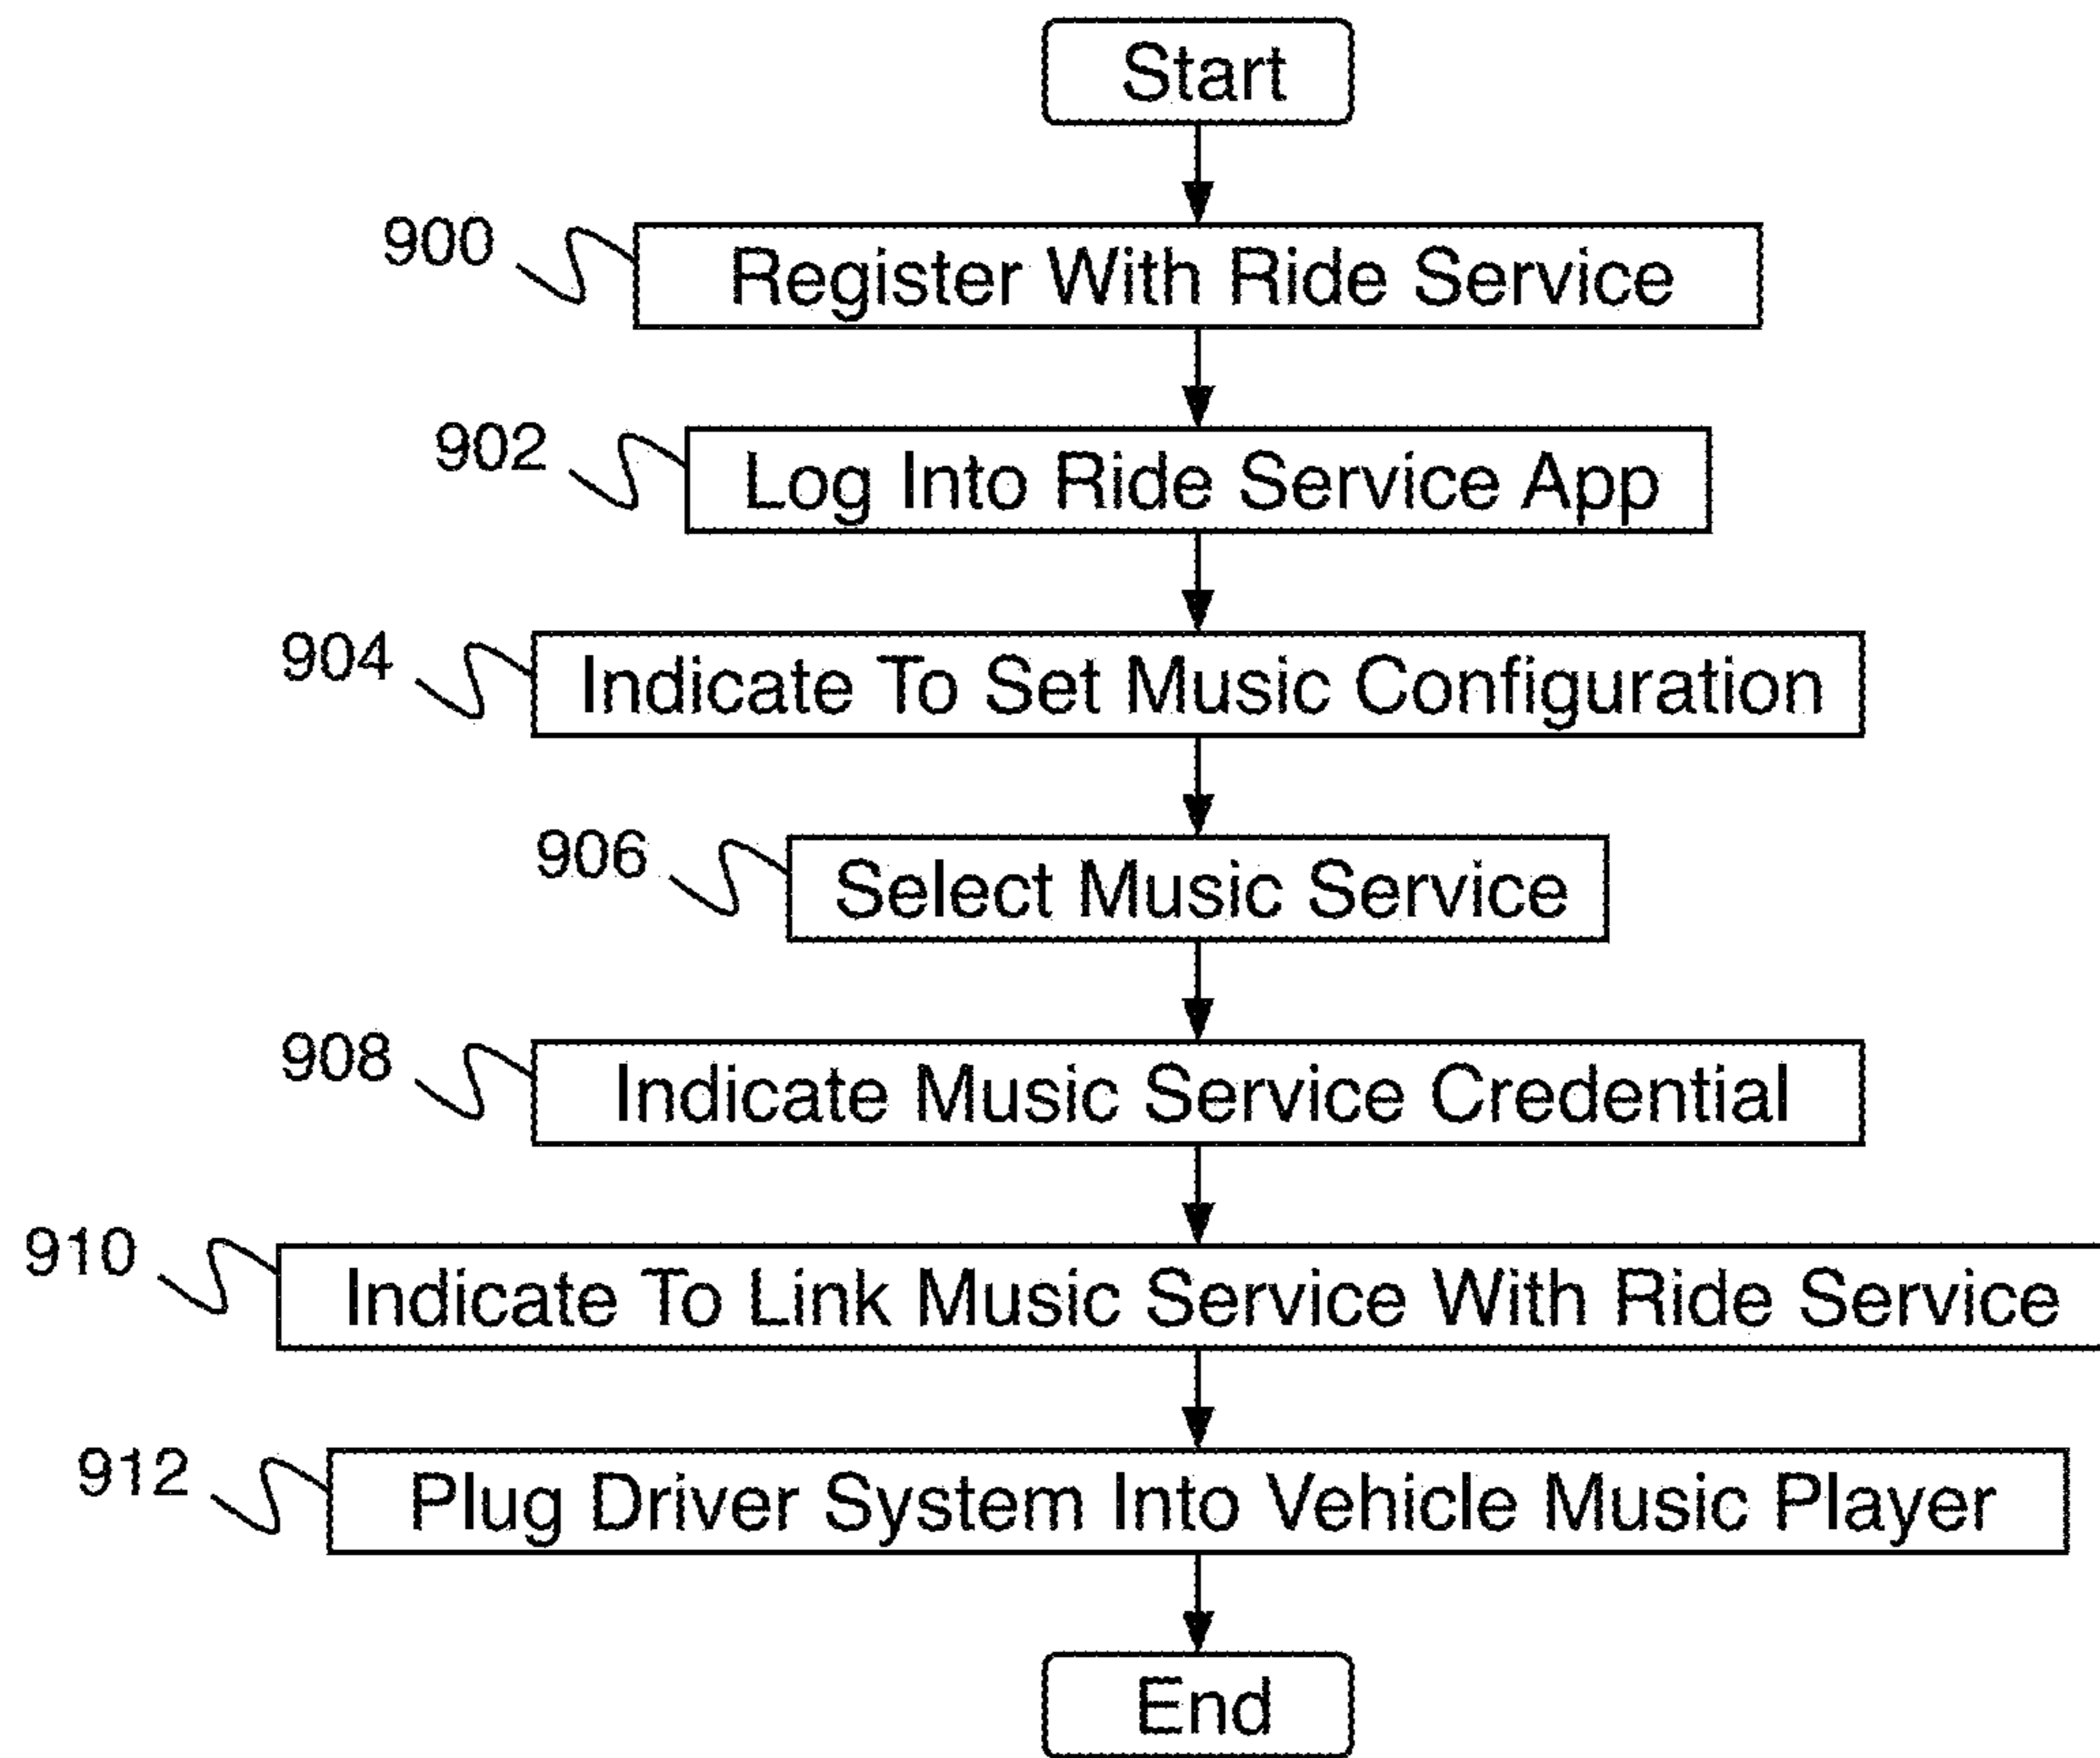 Start
900
Register With Ride Service
902
Log Into Ride Service App
904
Indicate To Set Music Configuration
906
Select Music Service
908
Indicate Music Service Credential
910
Indicate To Link Music Service With Ride Service
912
Plug Driver System Into Vehicle Music Player
End